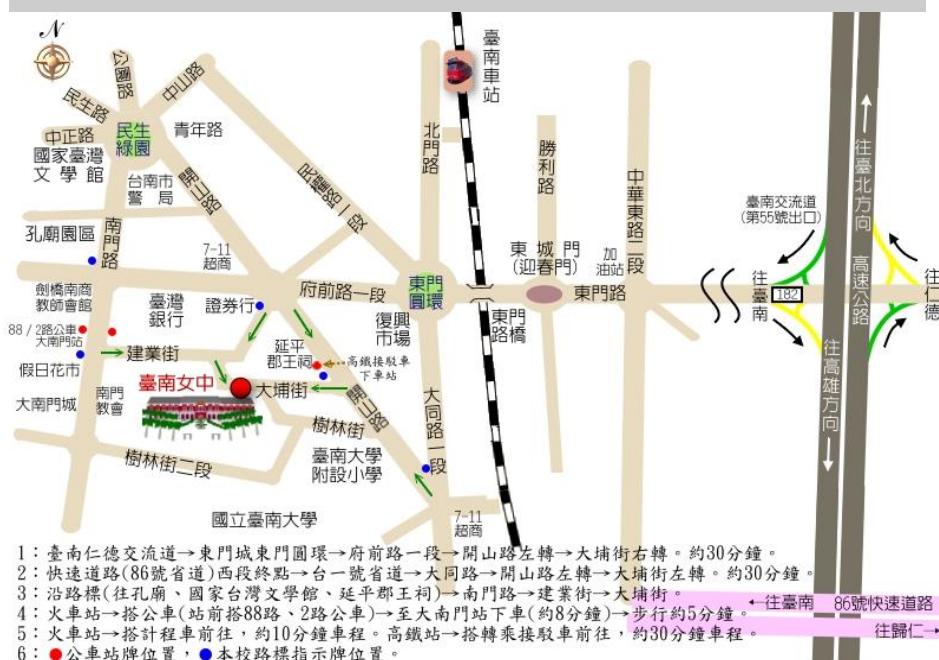 N
臺南車站
公園路
中山路
民生路
中正路
民生綠園
青年路
國家臺灣
文學館
台南市
警局
開山路
民權路一段
北門路
勝利路
中華東路二段
往臺北方向
臺南交流道
(第55號出口)
孔廟園區
南門路
7-11
超商
東城門
(迎春門)
加油站
高速公路
劍橋南商
教師會館
臺灣
銀行
證券行
府前路一段
東門
圓環
東門路
往臺南
182
往仁德
88 / 2路公車
大南門站
復興
市場
東門路橋
建業街
延平
郡王祠
高鐵接駁車
下車站
往高雄方向
假日花市
臺南女中
大埔街
大南門城
南門
教會
開山路
大同路一段
樹林街
樹林街二段
臺南大學
附設小學
國立臺南大學
7-11
超商
1：臺南仁德交流道→東門城東門圓環→府前路一段→開山路左轉→大埔街右轉。約30分鐘。
2：快速道路(86號省道)西段終點→台一號省道→大同路→開山路左轉→大埔街左轉。約30分鐘。
3：沿路標(往孔廟、國家台灣文學館、延平郡王祠)→南門路→建業街→大埔街。
←往臺南 86號快速道路
4：火車站→搭公車(站前搭88路、2路公車)→至大南門站下車(約8分鐘)→步行約5分鐘。
5：火車站→搭計程車前往，約10分鐘車程。高鐵站→搭轉乘接駁車前往，約30分鐘車程。
往歸仁→
6：●公車站牌位置，●本校路標指示牌位置。